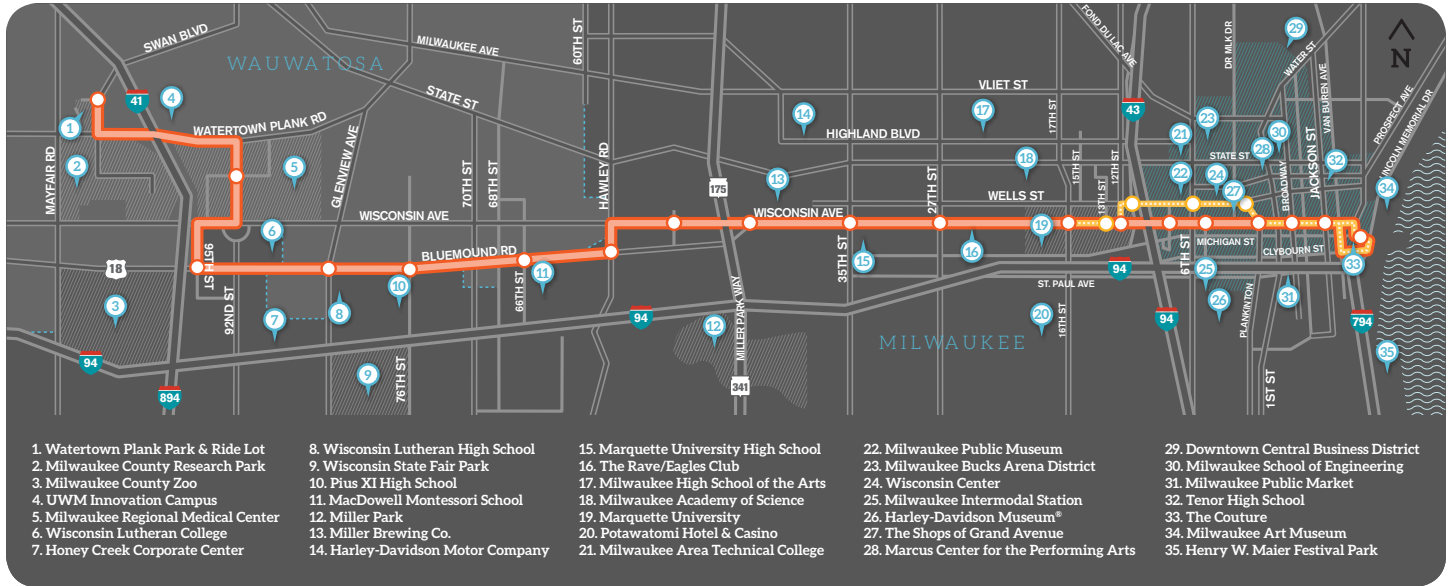 SWAN BLVD
WAUWATOSA
MILWAUKEE AVE
60TH ST
FOND DU LAC AVE
DR MLK DR
29
WATER ST
N
41
4
STATE ST
VLIET ST
17
14
17TH ST
43
VAN BUREN AVE
PROSPECT AVE
LINCOLN MEMORIAL DR
1
WATERTOWN PLANK RD
HIGHLAND BLVD
21
23
30
28
JACKSON ST
MAYFAIR RD
2
5
GLENVIEW AVE
70TH ST
68TH ST
HAWLEY RD
175
13
27TH ST
18
15TH ST
12TH ST
STATE ST
22
24
27
BROADWAY
32
34
WELLS ST
13TH ST
WISCONSIN AVE
WISCONSIN AVE
6
19
95TH ST
BLUEMOUND RD
35TH ST
15
16
6TH ST
MICHIGAN ST
CLYBOURN ST
18
66TH ST
11
94
25
33
10
ST. PAUL AVE
3
92ND ST
7
8
94
12
MILLER PARK WAY
20
16TH ST
94
26
PLANKINTON
31
794
MILWAUKEE
94
9
76TH ST
341
1ST ST
35
894
1. Watertown Plank Park & Ride Lot
2. Milwaukee County Research Park
3. Milwaukee County Zoo
4. UWM Innovation Campus
5. Milwaukee Regional Medical Center
6. Wisconsin Lutheran College
7. Honey Creek Corporate Center
8. Wisconsin Lutheran High School
9. Wisconsin State Fair Park
10. Pius XI High School
11. MacDowell Montessori School
12. Miller Park
13. Miller Brewing Co.
14. Harley-Davidson Motor Company
15. Marquette University High School
16. The Rave/Eagles Club
17. Milwaukee High School of the Arts
18. Milwaukee Academy of Science
19. Marquette University
20. Potawatomi Hotel & Casino
21. Milwaukee Area Technical College
22. Milwaukee Public Museum
23. Milwaukee Bucks Arena District
24. Wisconsin Center
25. Milwaukee Intermodal Station
26. Harley-Davidson Museum®
27. The Shops of Grand Avenue
28. Marcus Center for the Performing Arts
29. Downtown Central Business District
30. Milwaukee School of Engineering
31. Milwaukee Public Market
32. Tenor High School
33. The Couture
34. Milwaukee Art Museum
35. Henry W. Maier Festival Park